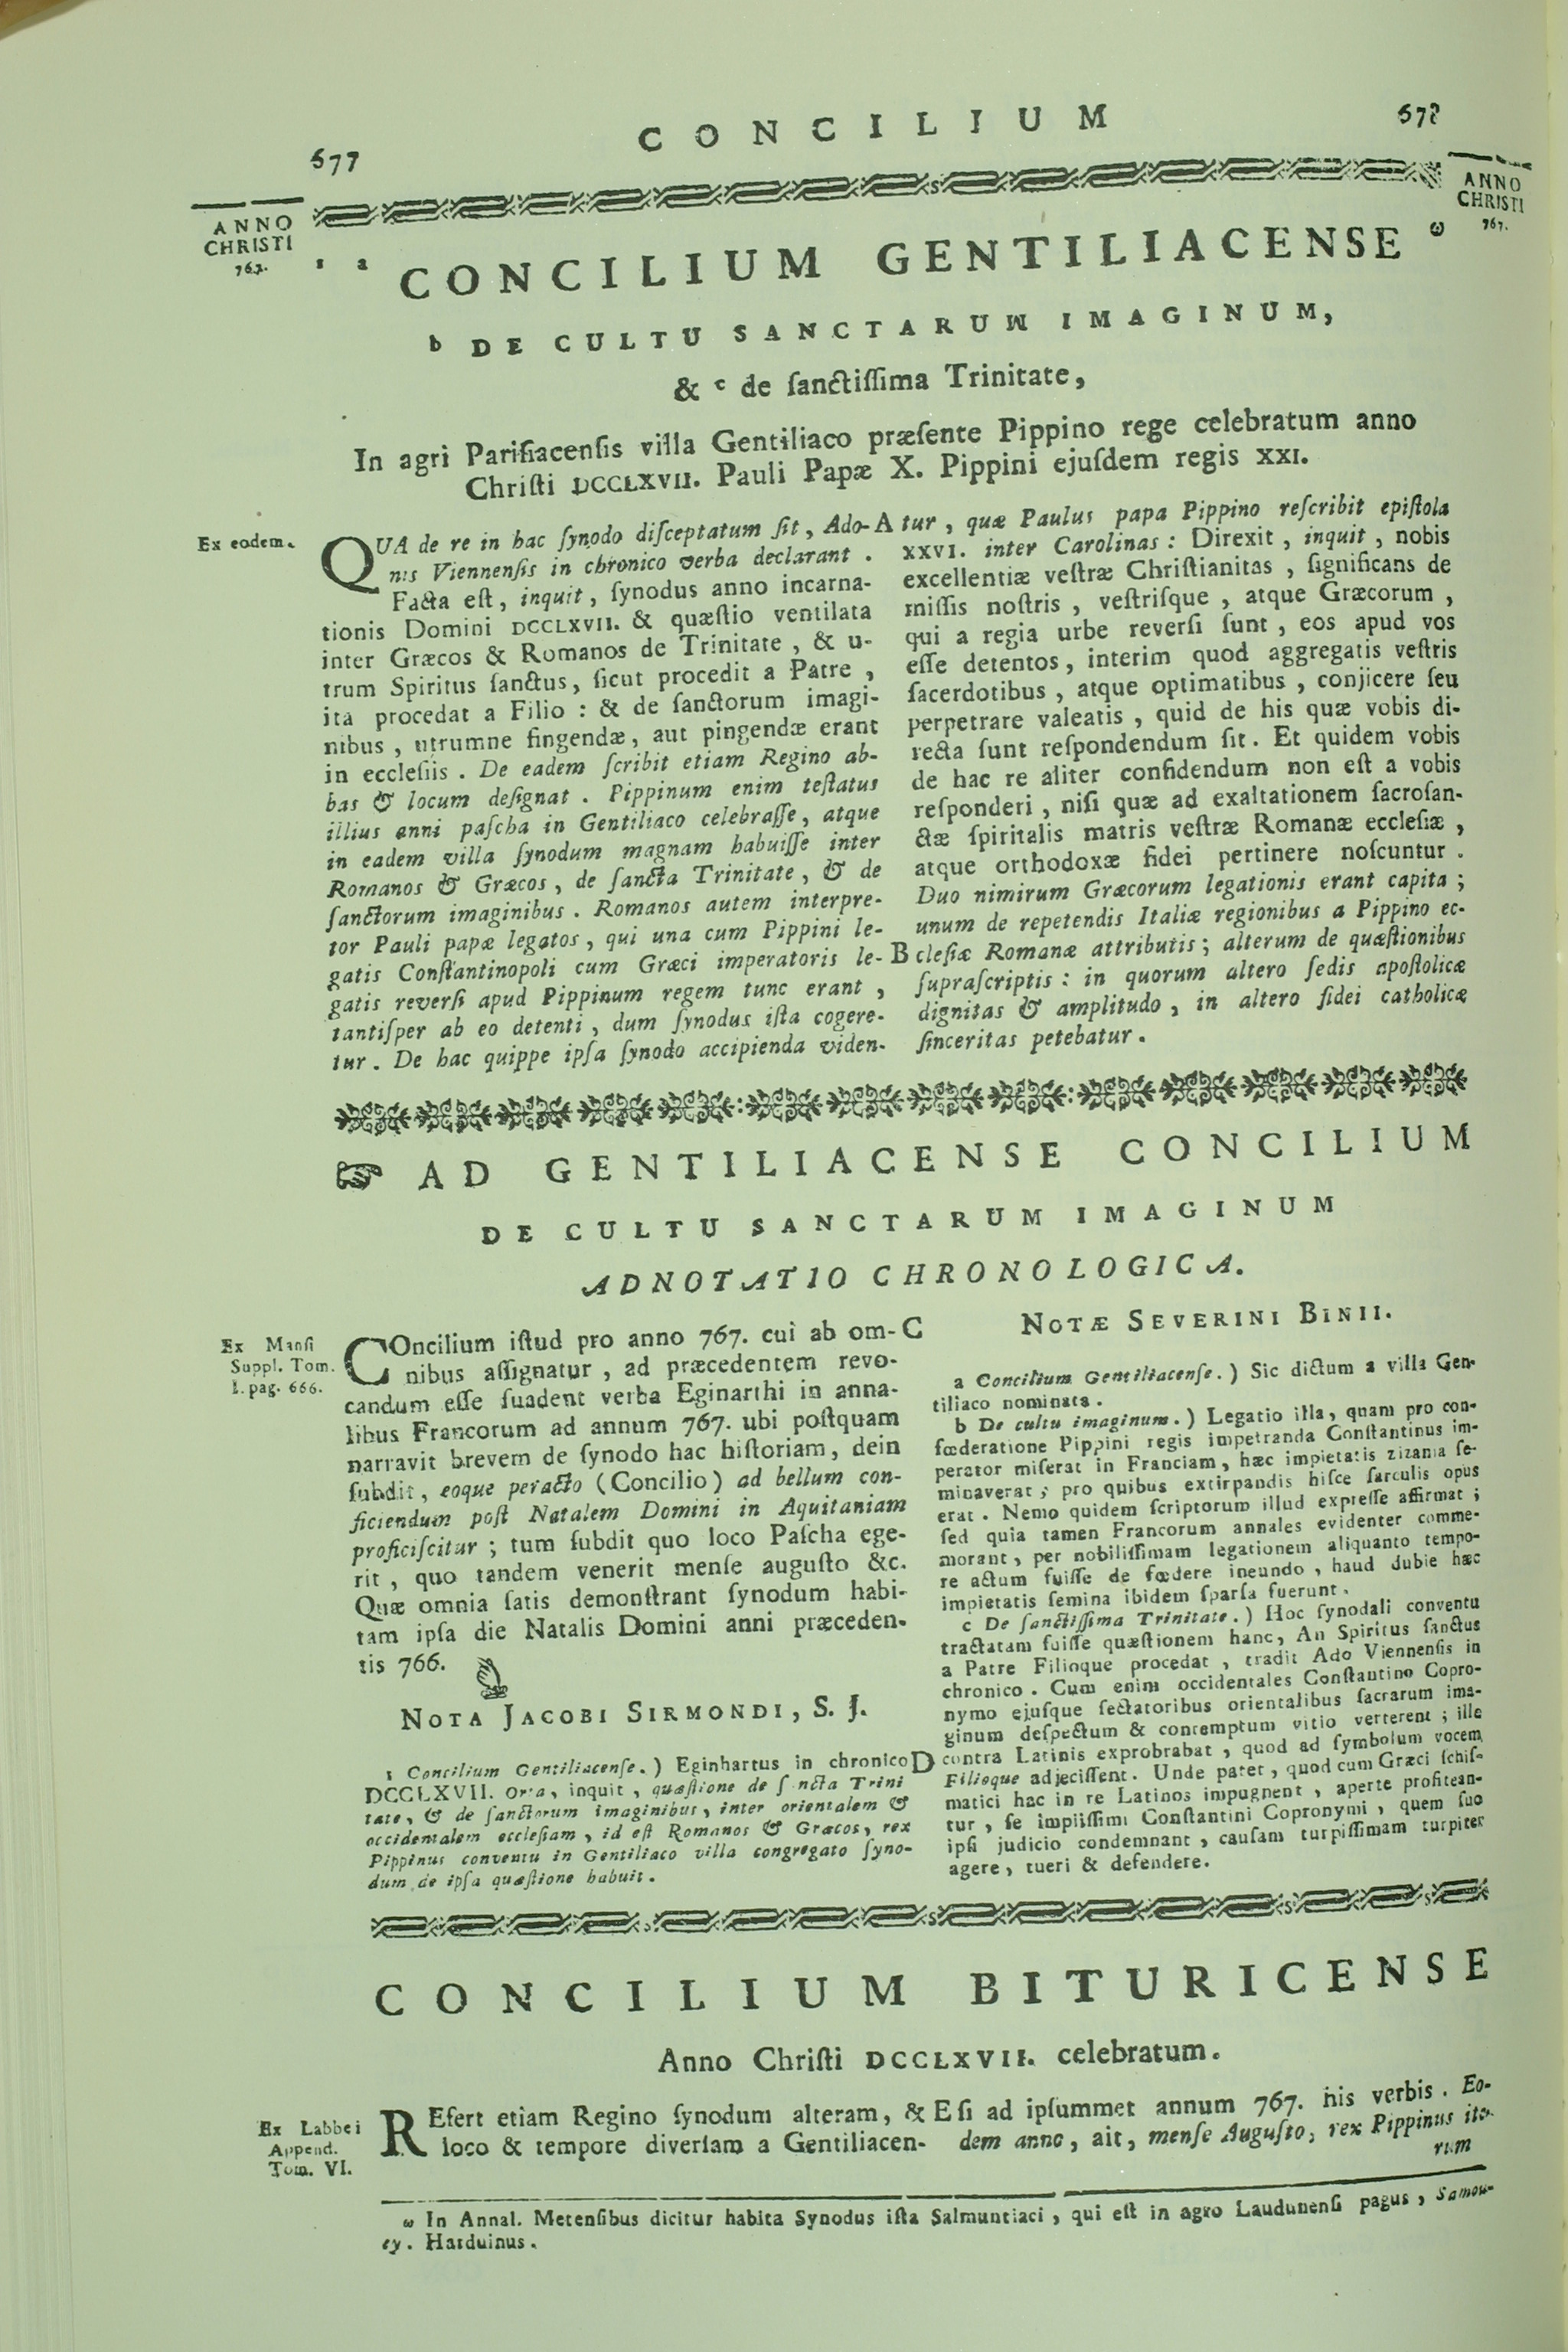 677
CONCILIUM
678
ANNO
CHRISTI
767.
ANNO
CHRISTI
767.
1 a CONCILIUM GENTILIACENSE ω
b DE CULTU SANCTARUM IMAGINUM,
& c de ſanctiſſima Trinitate,
In agri Pariſiacenſis villa Gentiliaco præſente Pippino rege celebratum anno
Chriſti DCCLXVII. Pauli Papæ X. Pippini ejuſdem regis XXI.
Ex eodem.
QUA de re in hac ſynodo diſceptatum ſit, Ado-
nis Viennenſis in chronico verba declarant.
Facta eſt, inquit, ſynodus anno incarna-
tionis Domini DCCLXVII. & quæſtio ventilata
inter Græcos & Romanos de Trinitate, & u-
trum Spiritus ſanctus, ſicut procedit a Patre,
ita procedat a Filio: & de ſanctorum imagi-
nibus, utrumne fingendæ, aut pingendæ erant
in eccleſiis. De eadem ſcribit etiam Regino ab-
bas & locum deſignat. Pippinum enim teſtatus
illius anni paſcha in Gentiliaco celebraſſe, atque
in eadem villa ſynodum magnam habuiſſe inter
Romanos & Græcos, de ſancta Trinitate, & de
ſanctorum imaginibus. Romanos autem interpre-
tor Pauli papæ legatos, qui una cum Pippini le-
gatis Conſtantinopoli cum Græci imperatoris le-
gatis reverſi apud Pippinum regem tunc erant,
tantiſper ab eo detenti, dum ſynodus iſta cogere-
tur. De hac quippe ipſa ſynodo accipienda viden-
A tur, quæ Paulus papa Pippino reſcribit epiſtola
XXVI. inter Carolinas: Direxit, inquit, nobis
excellentiæ veſtræ Chriſtianitas, ſignificans de
miſſis noſtris, veſtriſque, atque Græcorum,
qui a regia urbe reverſi ſunt, eos apud vos
eſſe detentos, interim quod aggregatis veſtris
ſacerdotibus, atque optimatibus, conjicere ſeu
perpetrare valeatis, quid de his quæ vobis di-
recta ſunt reſpondendum ſit. Et quidem vobis
de hac re aliter confidendum non eſt a vobis
reſponderi, niſi quæ ad exaltationem ſacroſan-
ctæ ſpiritalis matris veſtræ Romanæ eccleſiæ,
atque orthodoxæ fidei pertinere noſcuntur.
Duo nimirum Græcorum legationis erant capita;
unum de repetendis Italiæ regionibus a Pippino ec-
B cleſiæ Romanæ attributis; alterum de quæſtionibus
ſupraſcriptis: in quorum altero ſedis apoſtolicæ
dignitas & amplitudo, in altero fidei catholicæ
ſinceritas petebatur.
☞ AD GENTILIACENSE CONCILIUM
DE CULTU SANCTARUM IMAGINUM
ADNOTATIO CHRONOLOGICA.
Ex Manſi
Suppl. Tom.
I. pag. 666.
COncilium iſtud pro anno 767. cui ab om-
nibus aſſignatur, ad præcedentem revo-
candum eſſe ſuadent verba Eginarthi in anna-
libus Francorum ad annum 767. ubi poſtquam
narravit brevem de ſynodo hac hiſtoriam, dein
ſubdit, eoque peracto (Concilio) ad bellum con-
ficiendum poſt Natalem Domini in Aquitaniam
proficiſcitur; tum ſubdit quo loco Paſcha ege-
rit, quo tandem venerit menſe auguſto &c.
Quæ omnia ſatis demonſtrant ſynodum habi-
tam ipſa die Natalis Domini anni præceden-
tis 766.
NOTA JACOBI SIRMONDI, S. J.
1 Concilium Gentiliacenſe.) Eginhartus in chronico
DCCLXVII. Orta, inquit, quæſtione de ſancta Trini
tate, & de ſanctorum imaginibus, inter orientalem &
occidentalem eccleſiam, id eſt Romanos & Græcos, rex
Pippinus conventu in Gentiliaco villa congregato ſyno-
dum de ipſa quæſtione habuit.
C
NOTÆ SEVERINI BINII.
a Concilium Gentiliacenſe.) Sic dictum a villa Gen-
tiliaco nominata.
b De cultu imaginum.) Legatio illa, quam pro con-
fœderatione Pippini regis impetranda Conſtantinus im-
perator miſerat in Franciam, hæc impietatis zizania ſe-
minaverat; pro quibus extirpandis hiſce ſarculis opus
erat. Nemo quidem ſcriptorum illud expreſſe affirmat;
ſed quia tamen Francorum annales evidenter comme-
morant, per nobiliſſimam legationem aliquanto tempo-
re actum fuiſſe de fœdere ineundo, haud dubie hæc
impietatis ſemina ibidem ſparſa fuerunt.
c De ſanctiſſima Trinitate.) Hoc ſynodali conventu
tractatam fuiſſe quæſtionem hanc, An Spiritus ſanctus
a Patre Filioque procedat, tradit Ado Viennenſis in
chronico. Cum enim occidentales Conſtantino Copro-
nymo ejuſque ſectatoribus orientalibus ſacrarum ima-
ginum deſpectum & contemptum vitio verterent; ille
D contra Latinis exprobrabat, quod ad ſymbolum vocem
Filioque adjeciſſent. Unde patet, quod cum Græci ſchiſ-
matici hac in re Latinos impugnent, aperte profitean-
tur, ſe impiiſſimi Conſtantini Copronymi, quem ſuo
ipſi judicio condemnant, cauſam turpiſſimam turpiter
agere, tueri & defendere.
CONCILIUM BITURICENSE
Anno Chriſti DCCLXVII. celebratum.
Ex Labbei
Append.
Tom. VI.
REfert etiam Regino ſynodum alteram, &
loco & tempore diverſam a Gentiliacen-
E ſi ad ipſummet annum 767. his verbis. Eo-
dem anno, ait, menſe Auguſto, rex Pippinus ite-
rum
ω In Annal. Metenſibus dicitur habita Synodus iſta Salmuntiaci, qui eſt in agro Laudunenſi pagus, Samou-
cy. Harduinus.